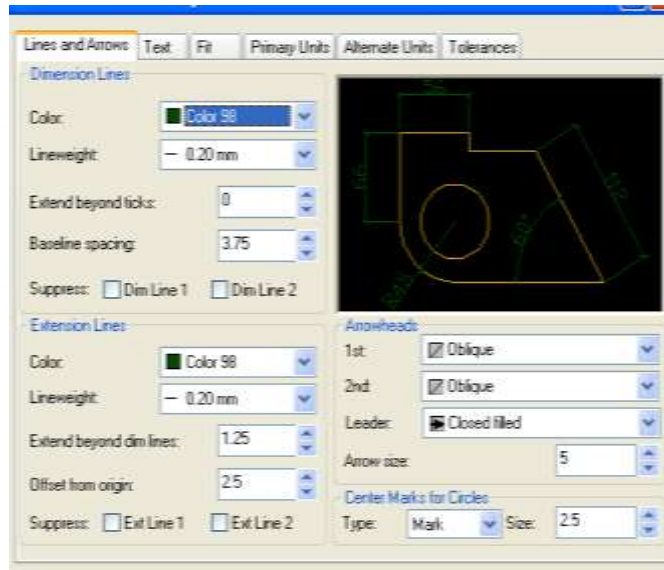 Lines and Arrows Text Fit Primary Units Alternate Units Tolerances
Dimension Lines
Color: Color 98
Lineweight: 0.20 mm
Extend beyond ticks: 0
Baseline spacing: 3.75
Suppress: Dim Line 1 Dim Line 2
Extension Lines
Color: Color 98
Lineweight: 0.20 mm
Extend beyond dim lines: 1.25
Offset from origin: 2.5
Suppress: Ext Line 1 Ext Line 2
66
60°
Arrowheads
1st: Oblique
2nd: Oblique
Leader: Closed filled
Arrow size: 5
Center Marks for Circles
Type: Mark Size: 2.5